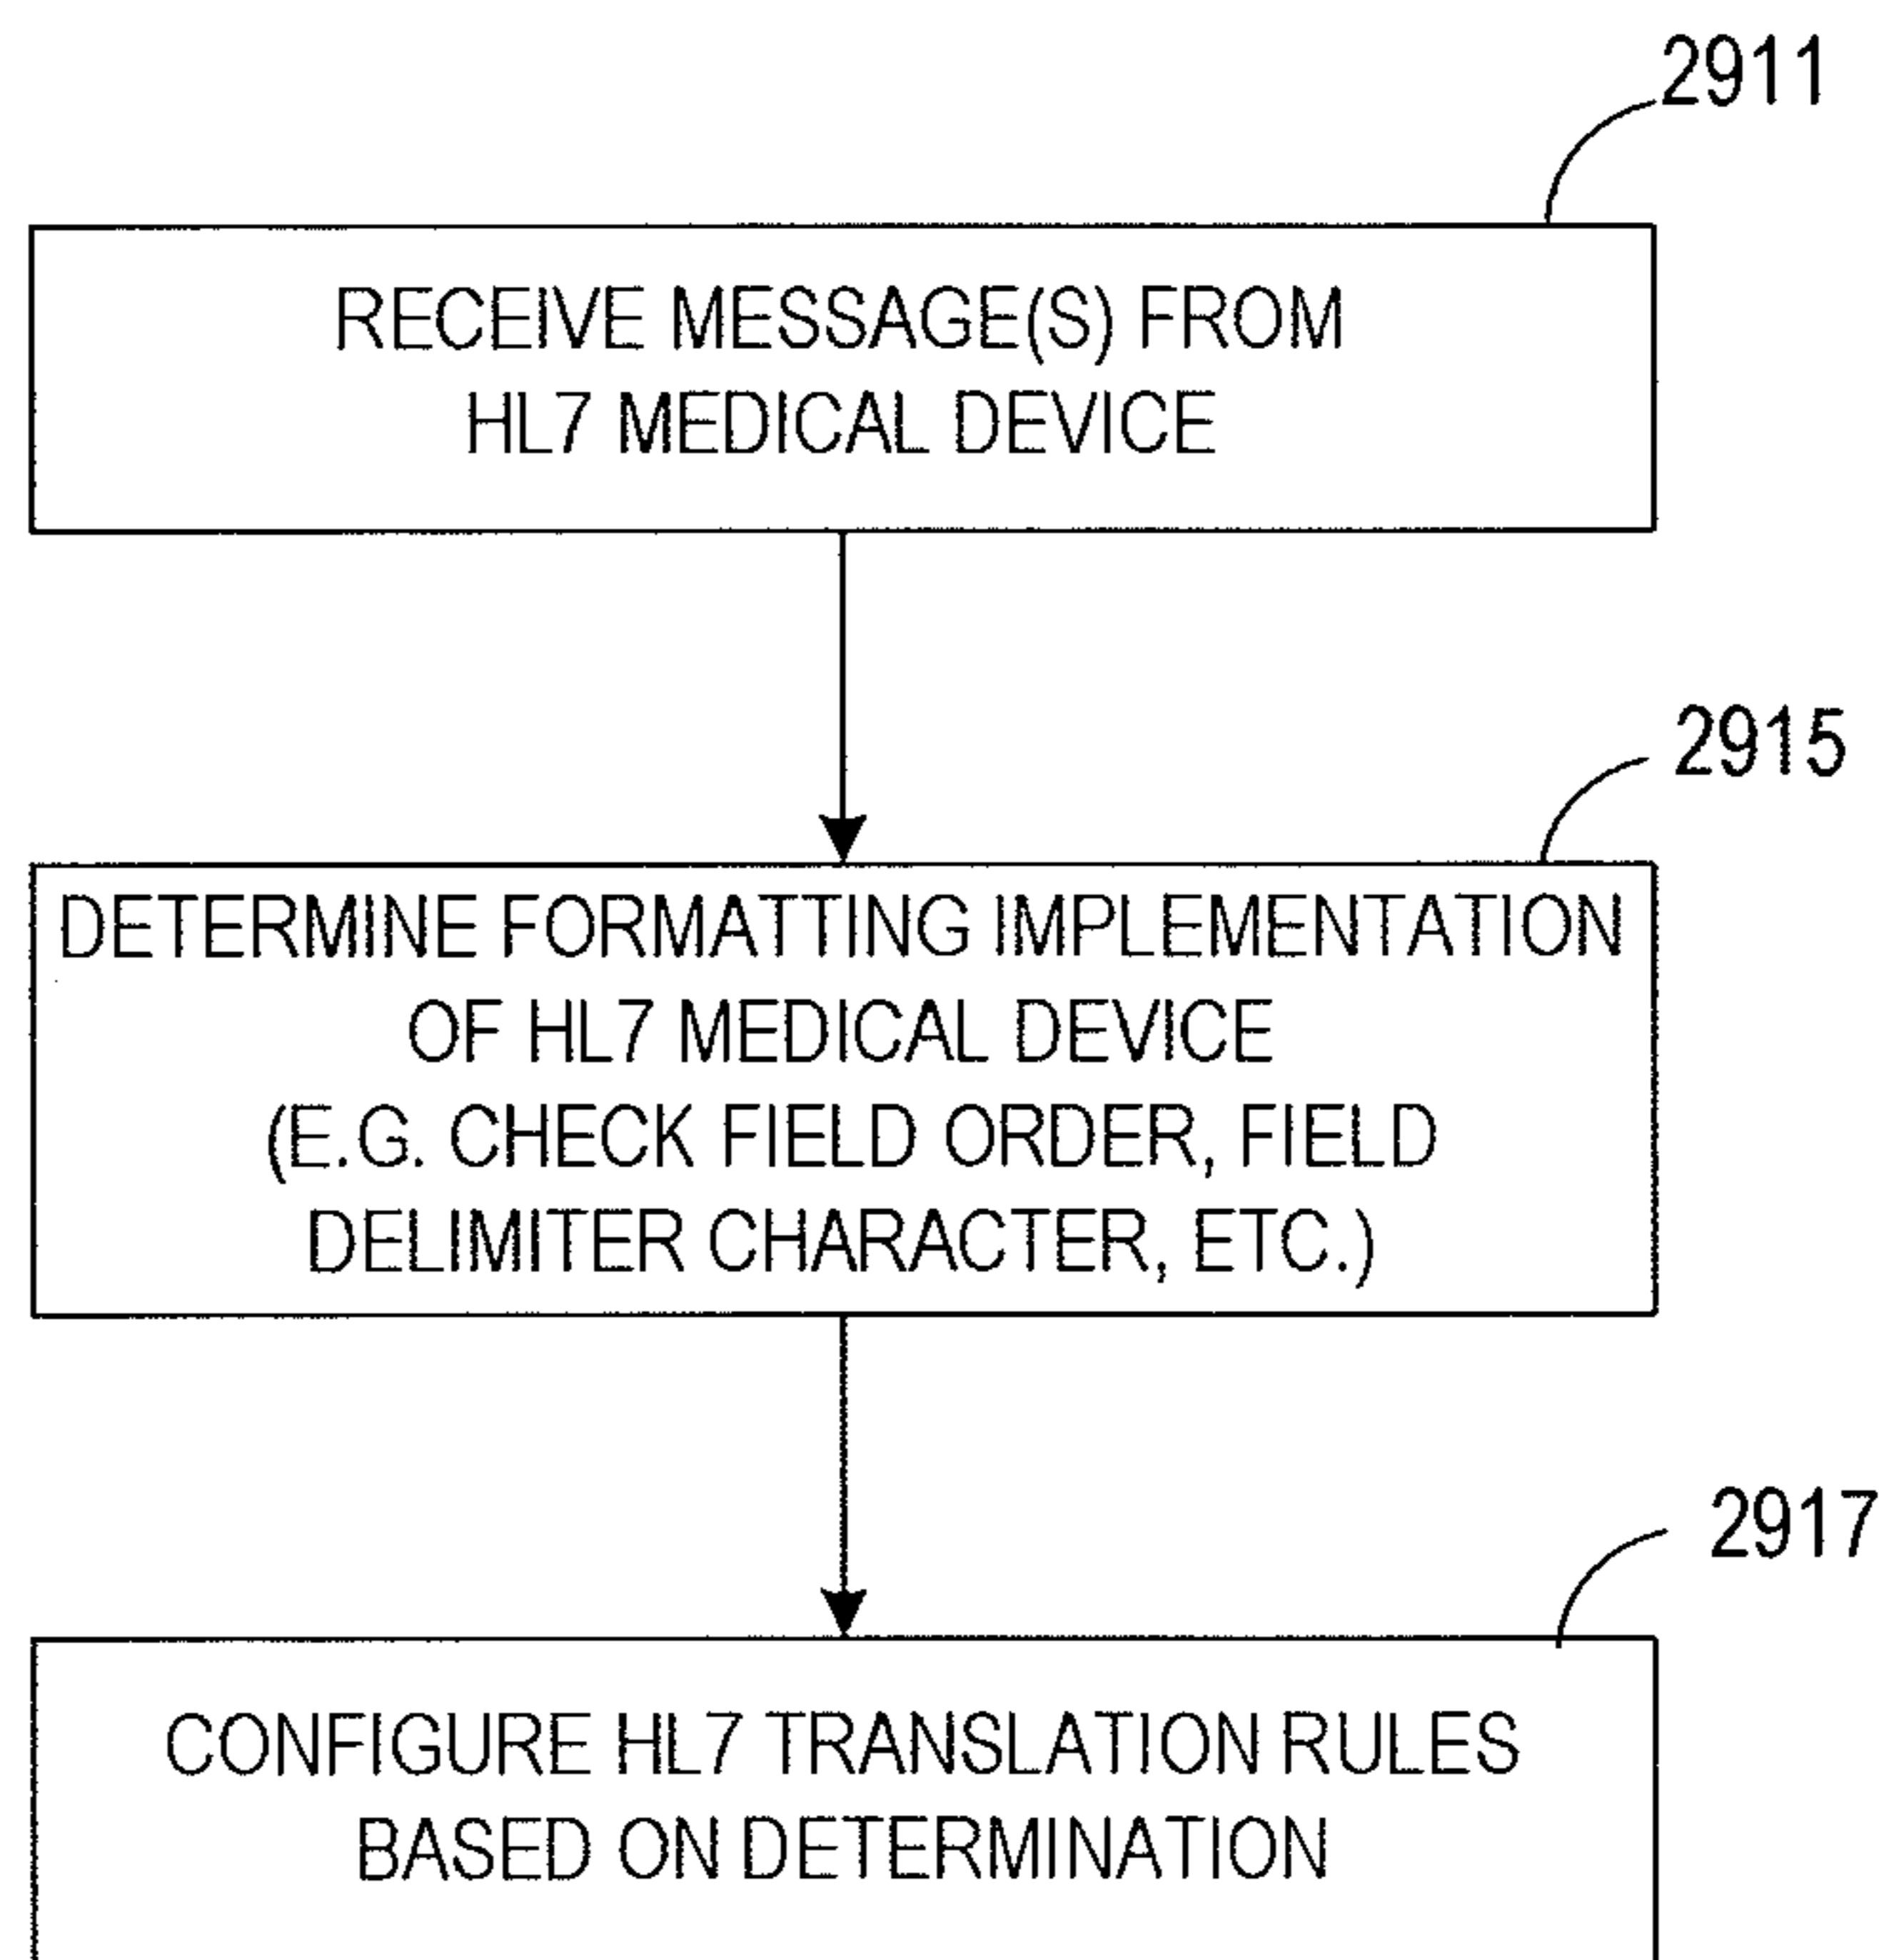 2911
RECEIVE MESSAGE(S) FROM
HL7 MEDICAL DEVICE
2915
DETERMINE FORMATTING IMPLEMENTATION
OF HL7 MEDICAL DEVICE
(E.G. CHECK FIELD ORDER, FIELD
DELIMITER CHARACTER, ETC.)
2917
CONFIGURE HL7 TRANSLATION RULES
BASED ON DETERMINATION